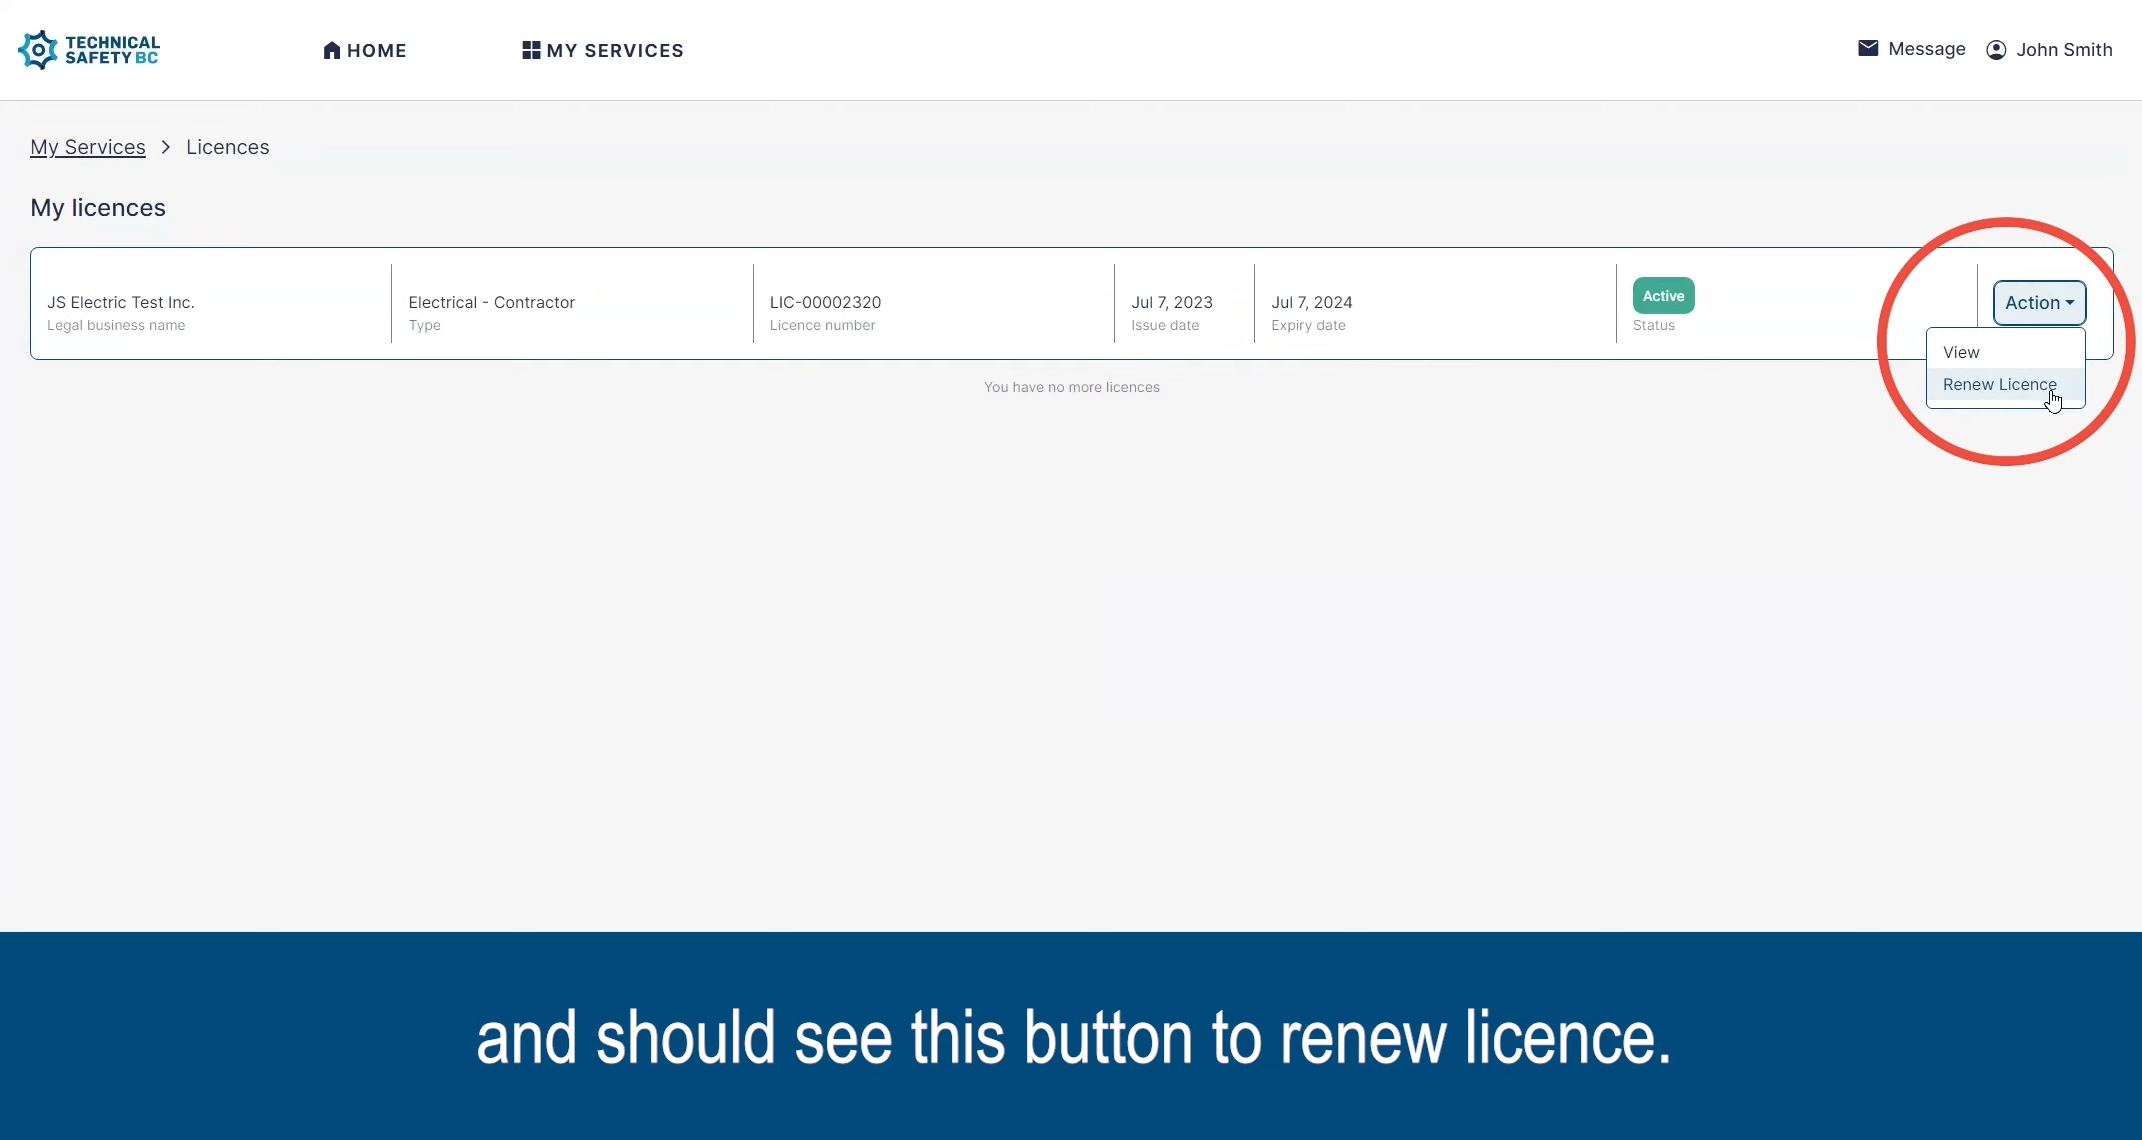 TECHNICAL
SAFETY BC
HOME
MY SERVICES
Message
John Smith
My Services > Licences
My licences
JS Electric Test Inc.
Legal business name
Electrical - Contractor
Type
LIC-00002320
Licence number
Jul 7, 2023
Issue date
Jul 7, 2024
Expiry date
Active
Status
Action
View
Renew Licence
You have no more licences
and should see this button to renew licence.